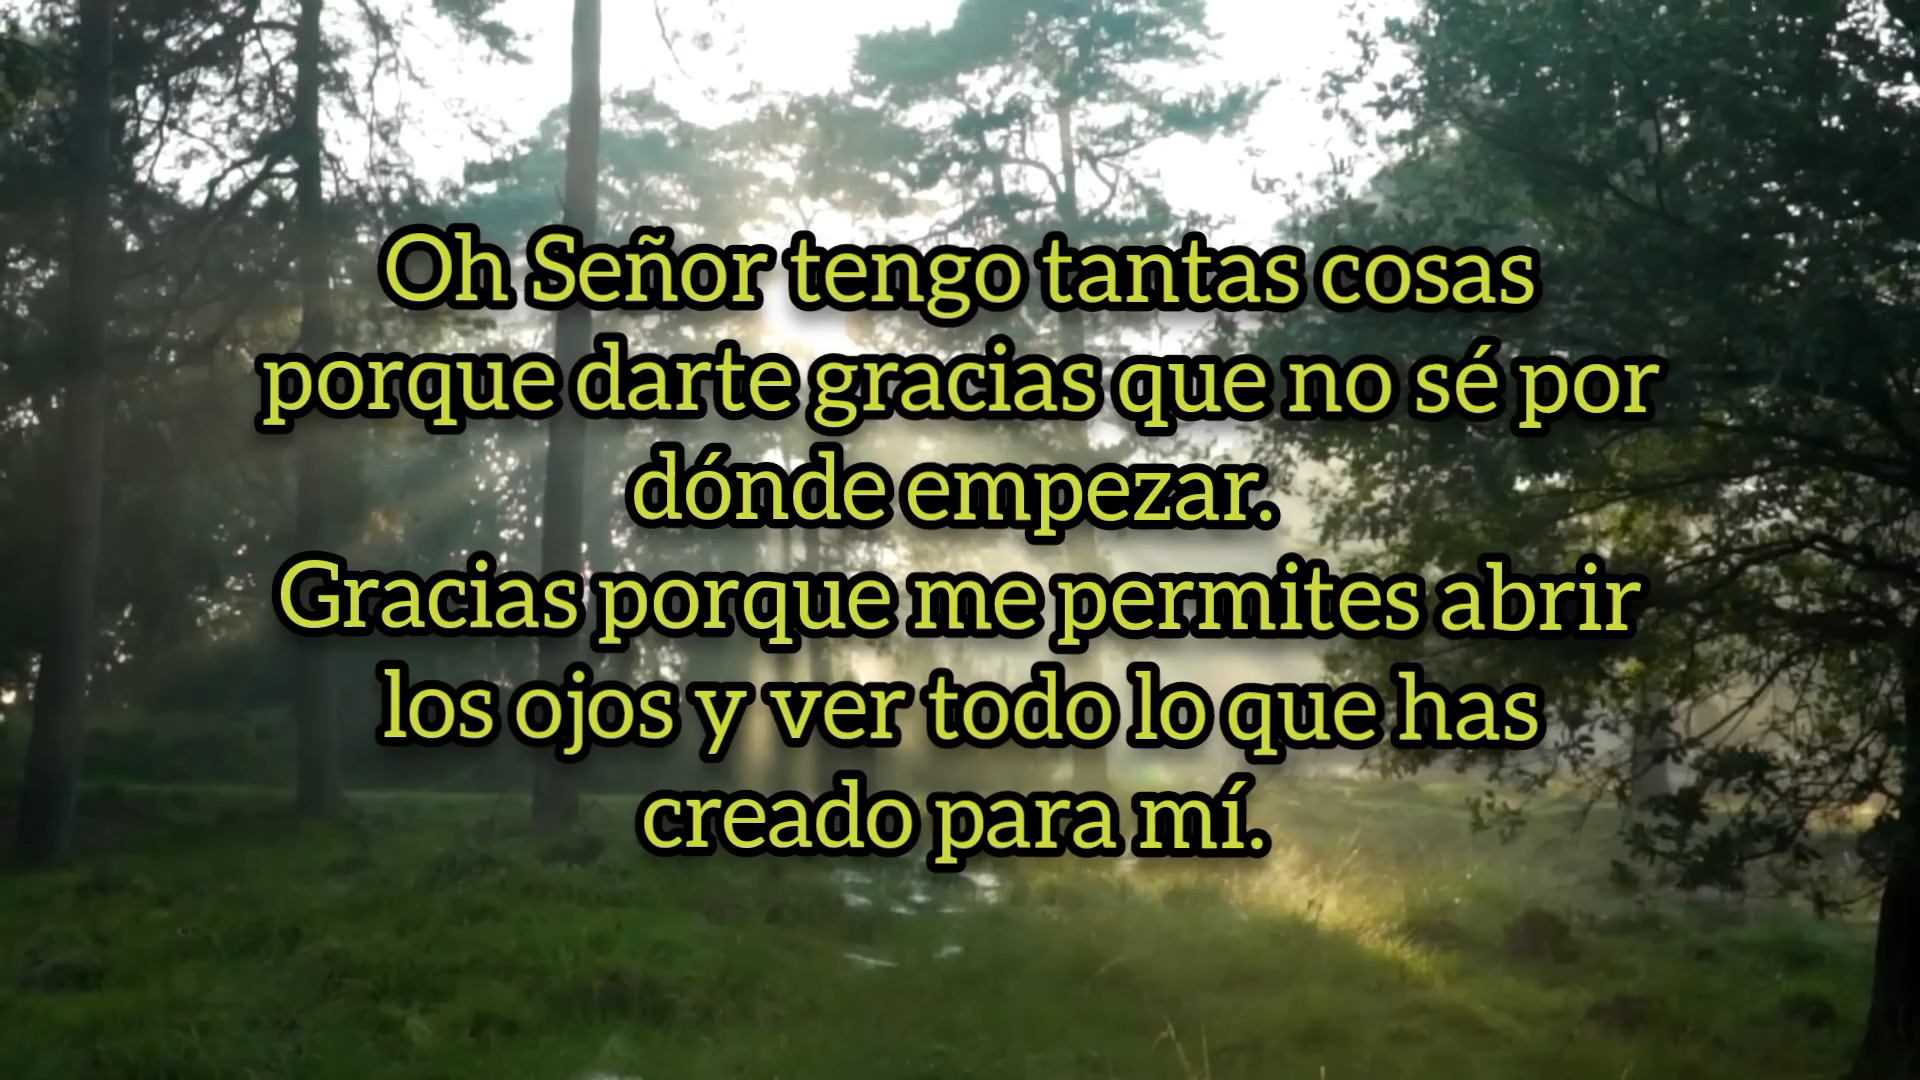 Oh Señor tengo tantas cosas
porque darte gracias que no sé por
dónde empezar.
Gracias porque me permites abrir
los ojos y ver todo lo que has
creado para mí.